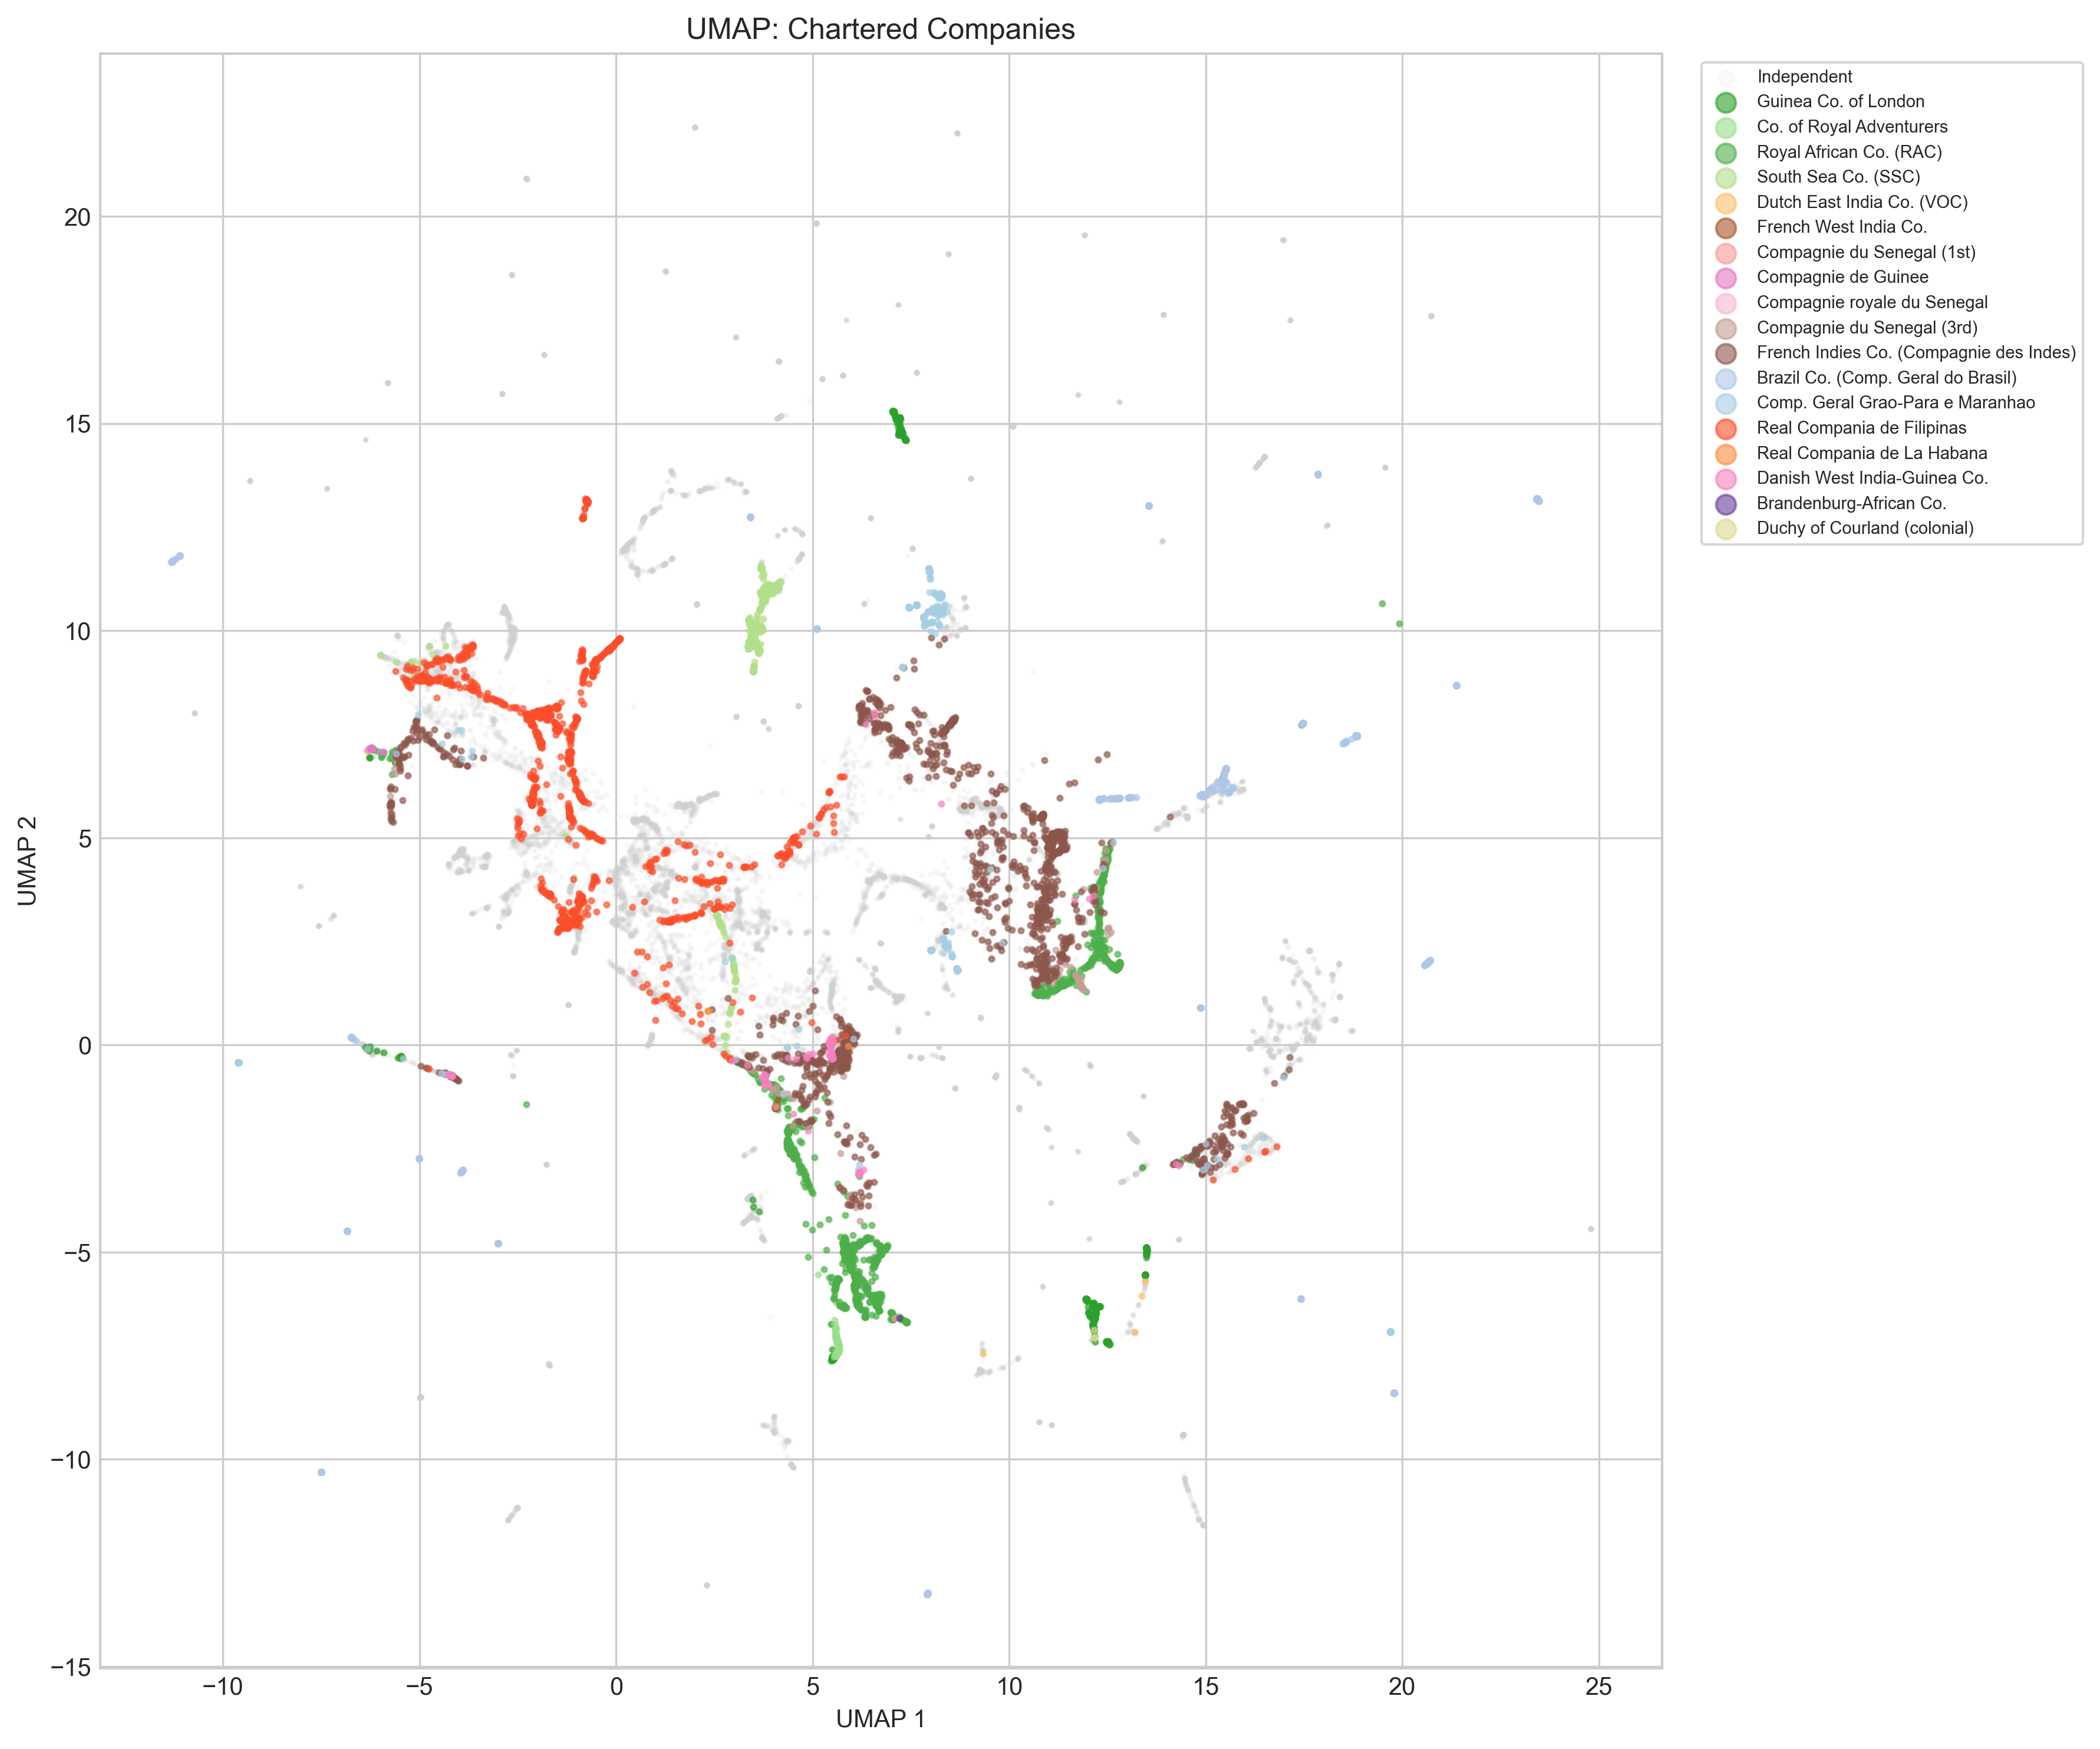 UMAP: Chartered Companies
Independent
Guinea Co. of London
Co. of Royal Adventurers
Royal African Co. (RAC)
South Sea Co. (SSC)
Dutch East India Co. (VOC)
French West India Co.
Compagnie du Senegal (1st)
Compagnie de Guinee
Compagnie royale du Senegal
Compagnie du Senegal (3rd)
French Indies Co. (Compagnie des Indes)
Brazil Co. (Comp. Geral do Brasil)
Comp. Geral Grao-Para e Maranhao
Real Compania de Filipinas
Real Compania de La Habana
Danish West India-Guinea Co.
Brandenburg-African Co.
Duchy of Courland (colonial)
20
15
10
5
0
−5
−10
−15
UMAP 2
−10 −5 0 5 10 15 20 25
UMAP 1